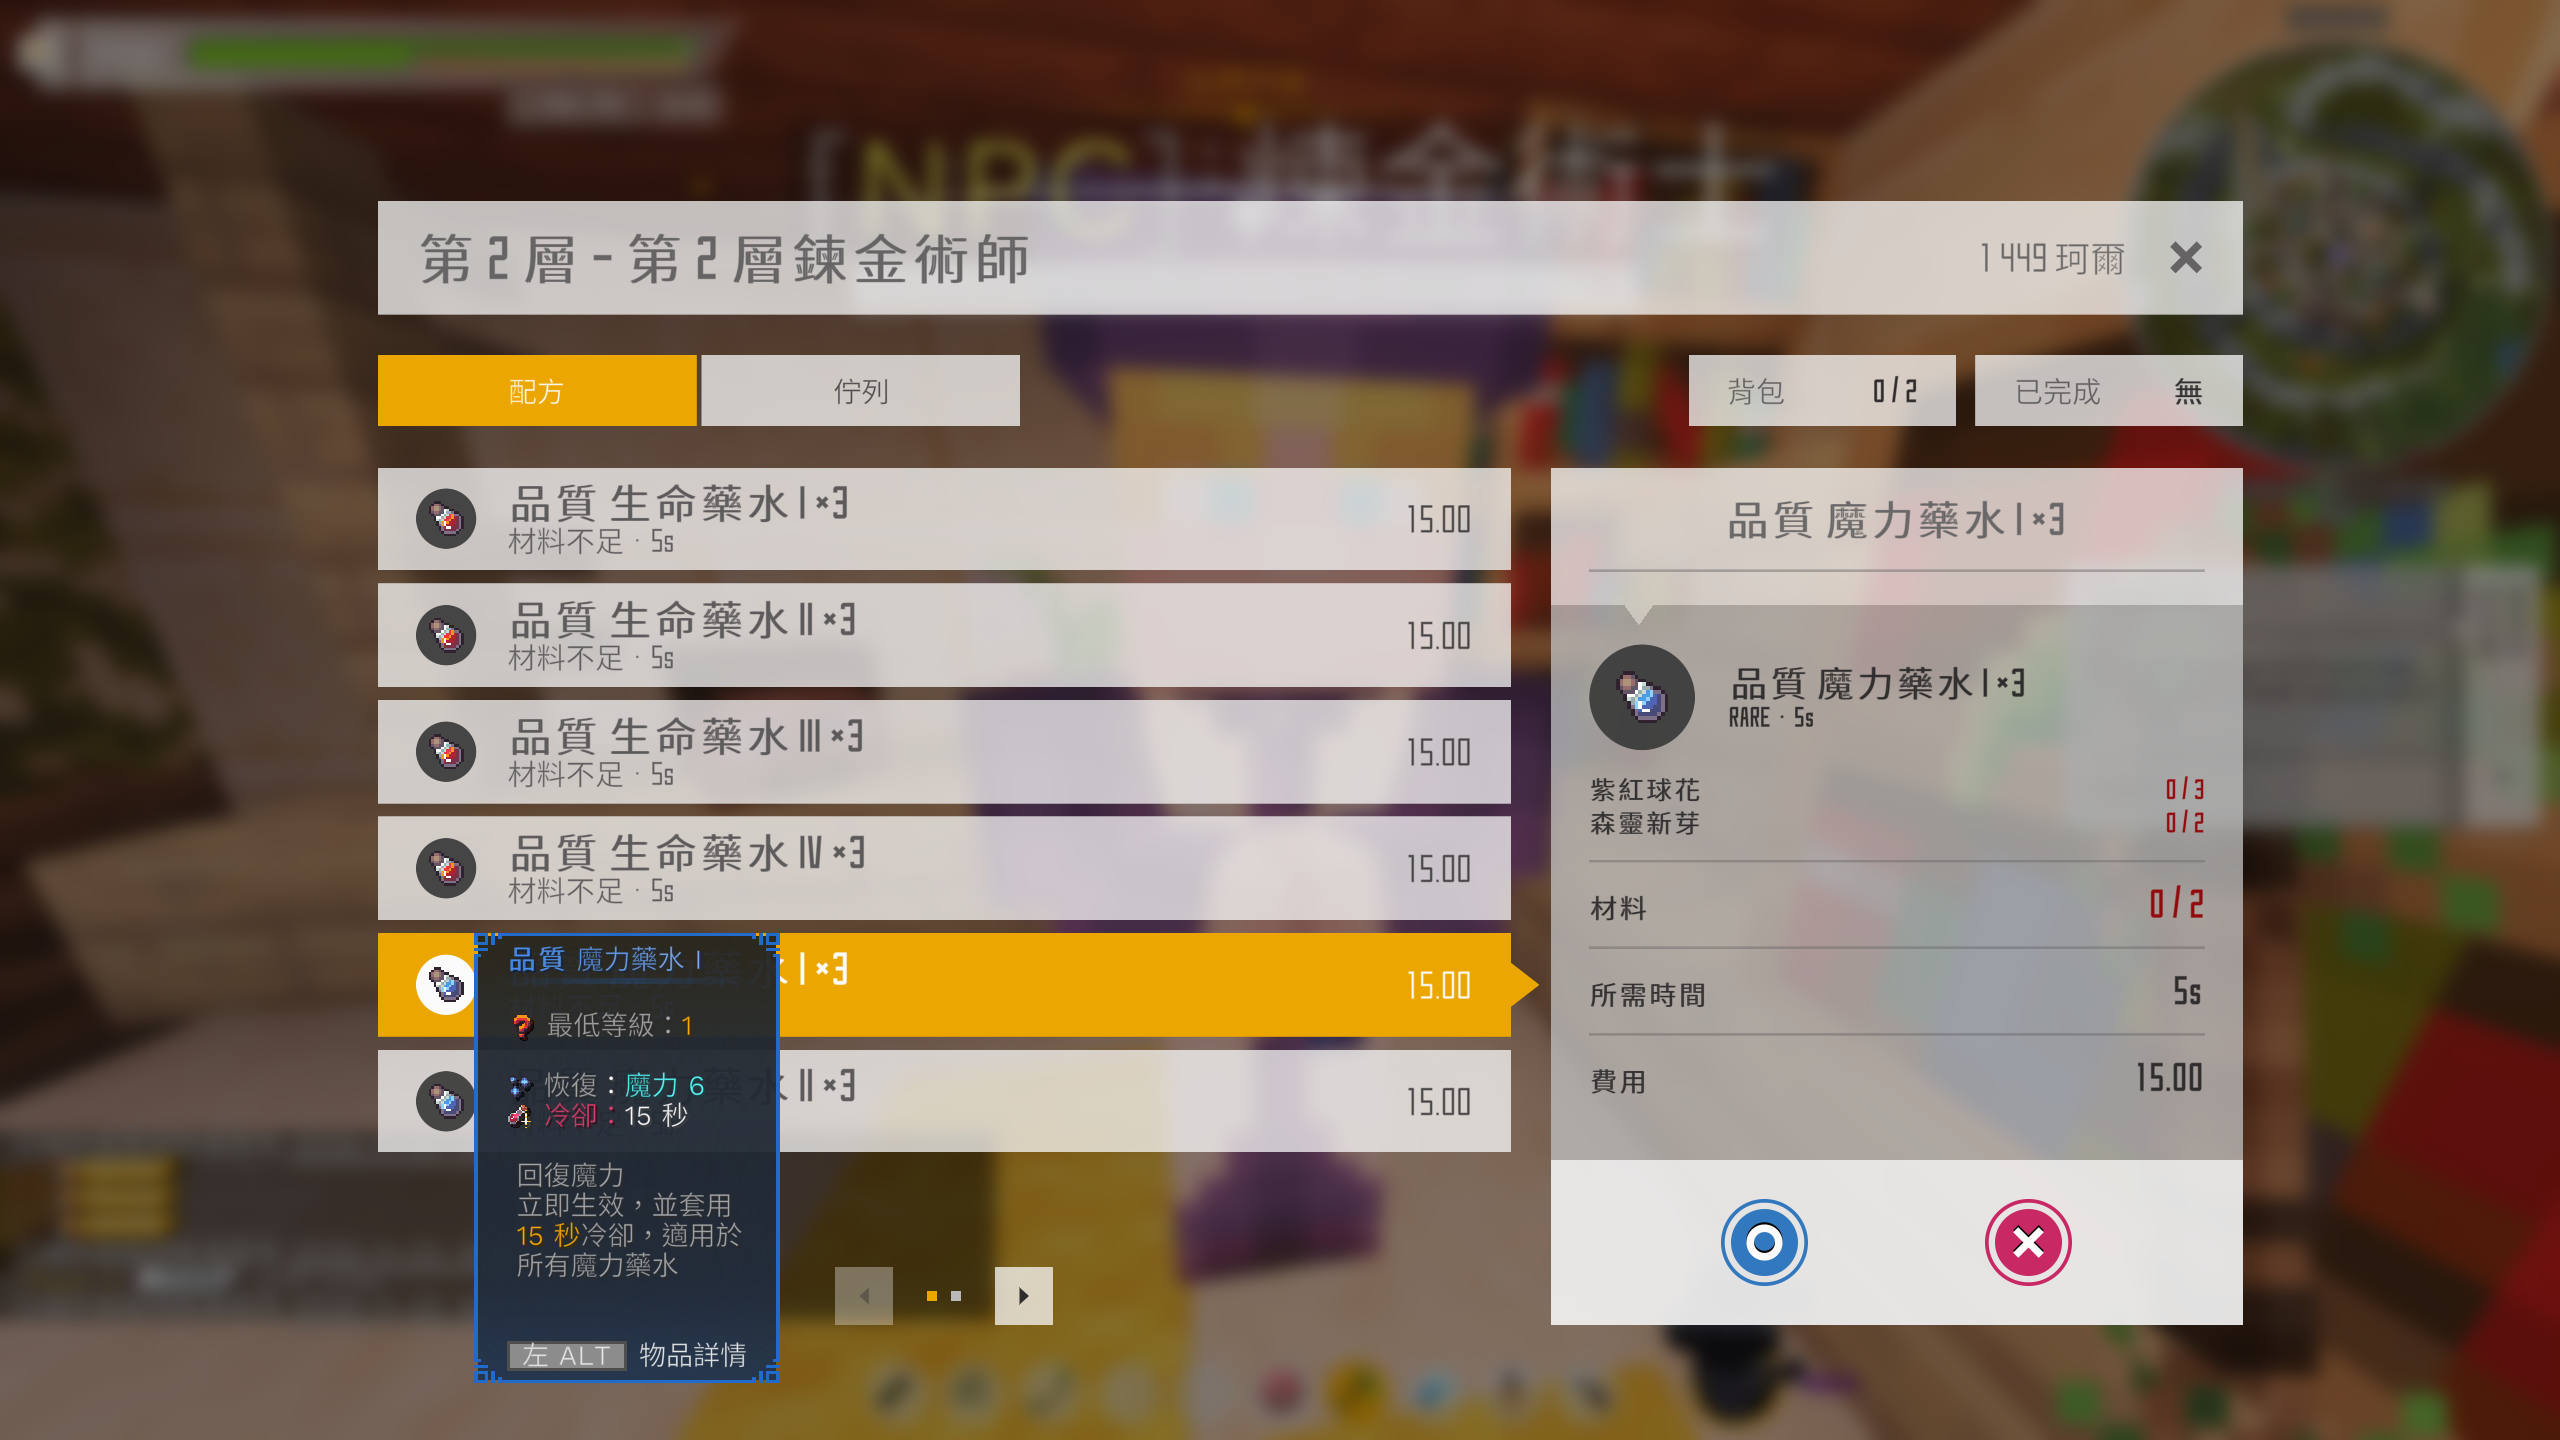 [NPC] 鍊金術士
第2層-第2層鍊金術師
1 449 珂爾
配方
佇列
背包 0/2
已完成 無
品質 生命藥水 I ×3
材料不足 · 5s
15.00
品質 生命藥水 II ×3
材料不足 · 5s
15.00
品質 生命藥水 III ×3
材料不足 · 5s
15.00
品質 生命藥水 IV ×3
材料不足 · 5s
15.00
水 I ×3
15.00
藥水 II ×3
15.00
品質 魔力藥水 I
最低等級：1
恢復：魔力 6
冷卻：15 秒
回復魔力
立即生效，並套用
15 秒冷卻，適用於
所有魔力藥水
左 ALT 物品詳情
品質 魔力藥水 I ×3
品質 魔力藥水 I ×3
RARE · 5s
紫紅球花 0/3
森靈新芽 0/2
材料 0/2
所需時間 5s
費用 15.00